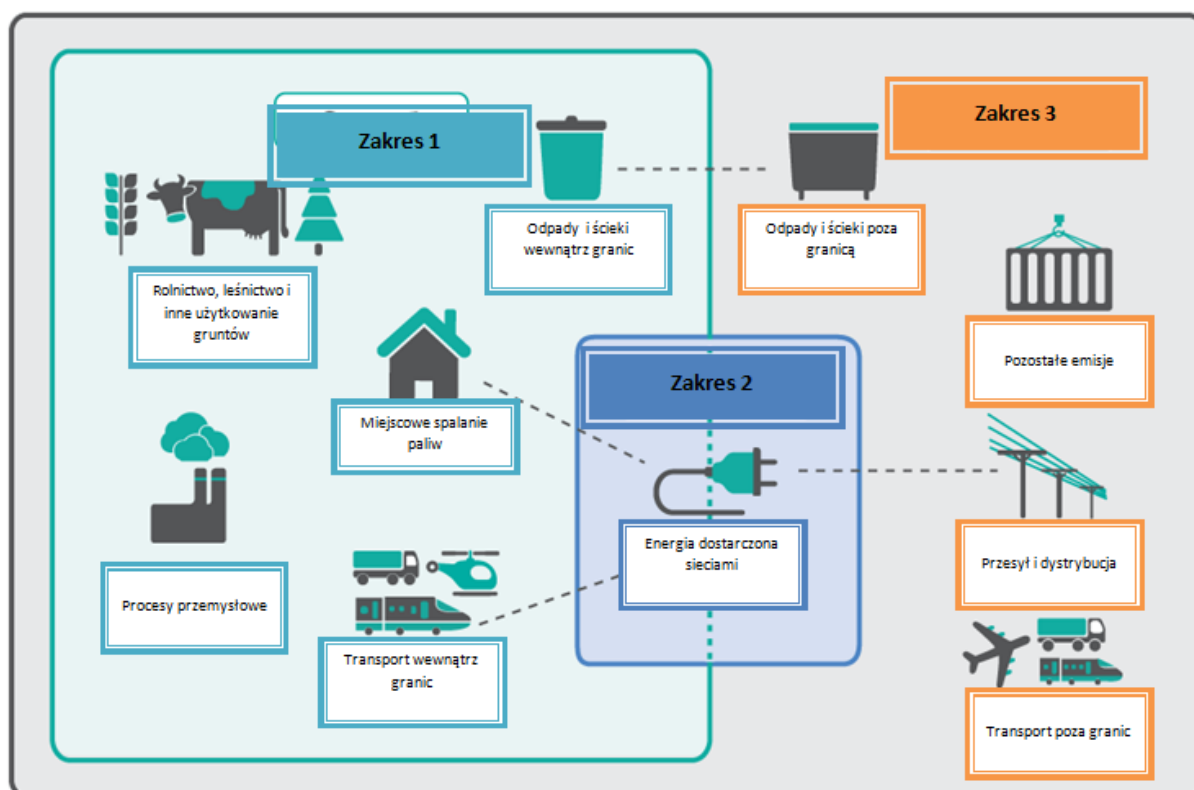 Zakres 1
Zakres 3
Odpady i ścieki
wewnątrz granic
Odpady i ścieki poza
granicą
Rolnictwo, leśnictwo i
inne użytkowanie
gruntów
Pozostałe emisje
Zakres 2
Miejscowe spalanie
paliw
Energia dostarczona
sieciami
Przesył i dystrybucja
Procesy przemysłowe
Transport wewnątrz
granic
Transport poza granic